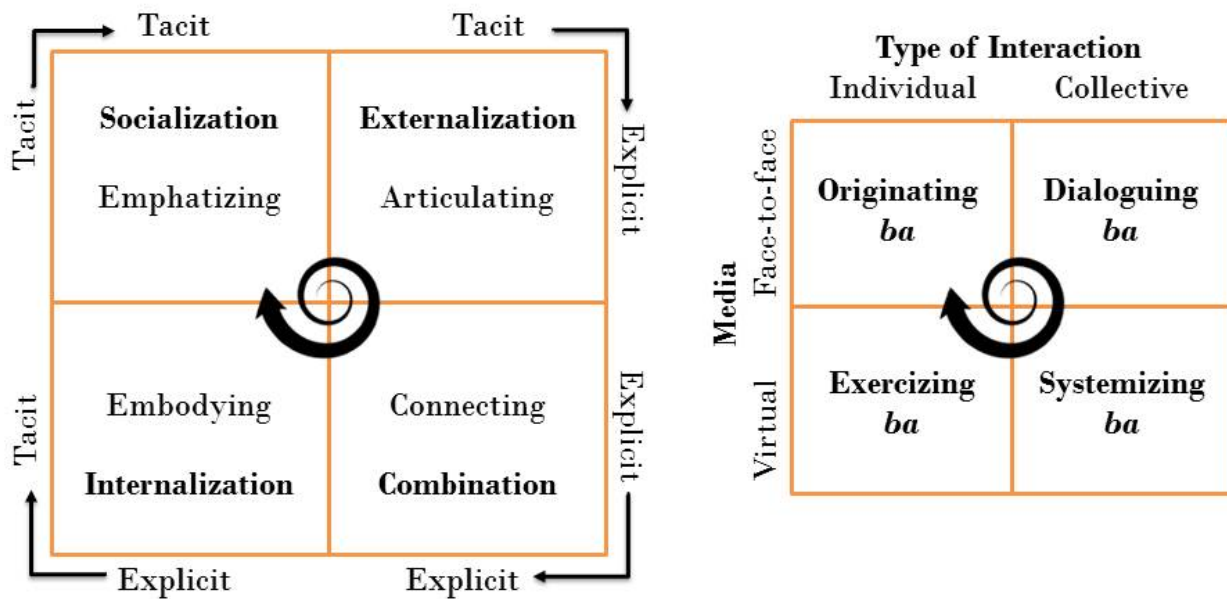 Tacit
Tacit
Tacit
Explicit
Socialization
Externalization
Emphatizing
Articulating
Embodying
Connecting
Internalization
Combination
Tacit
Explicit
Explicit
Explicit
Type of Interaction
Individual
Collective
Media
Face-to-face
Virtual
Originating
ba
Dialoguing
ba
Exercizing
ba
Systemizing
ba